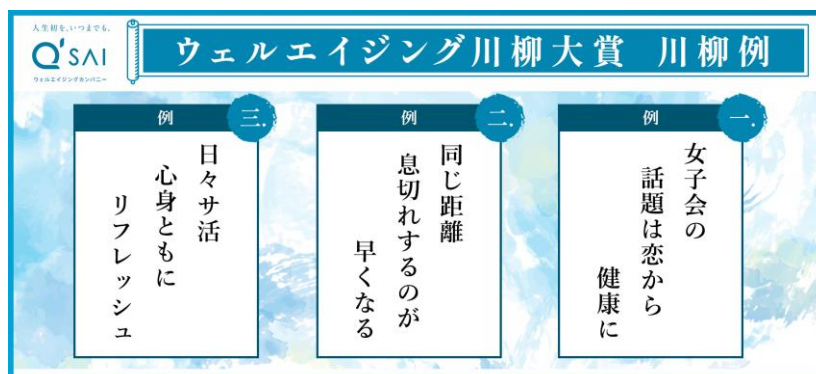 人生初を、いつまでも。
Q'SAI
ウェルエイジングカンパニー
ウェルエイジング川柳大賞 川柳例
一.
例
女子会の
話題は恋から
健康に
二.
例
同じ距離
息切れするのが
早くなる
三.
例
日々サ活
心身ともに
リフレッシュ